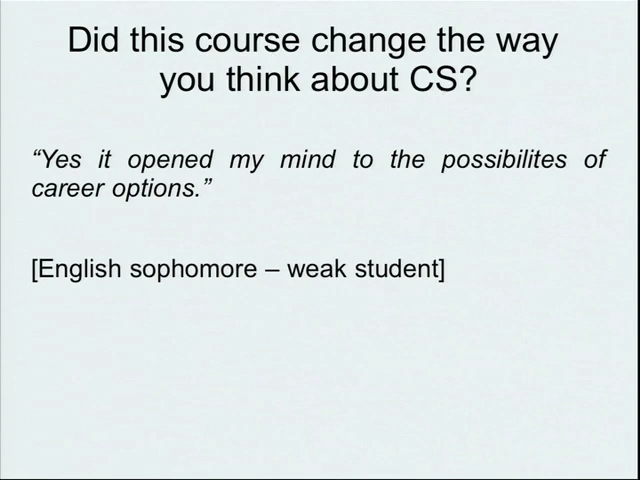 Did this course change the way
you think about CS?
“Yes it opened my mind to the possibilites of
career options.”
[English sophomore – weak student]